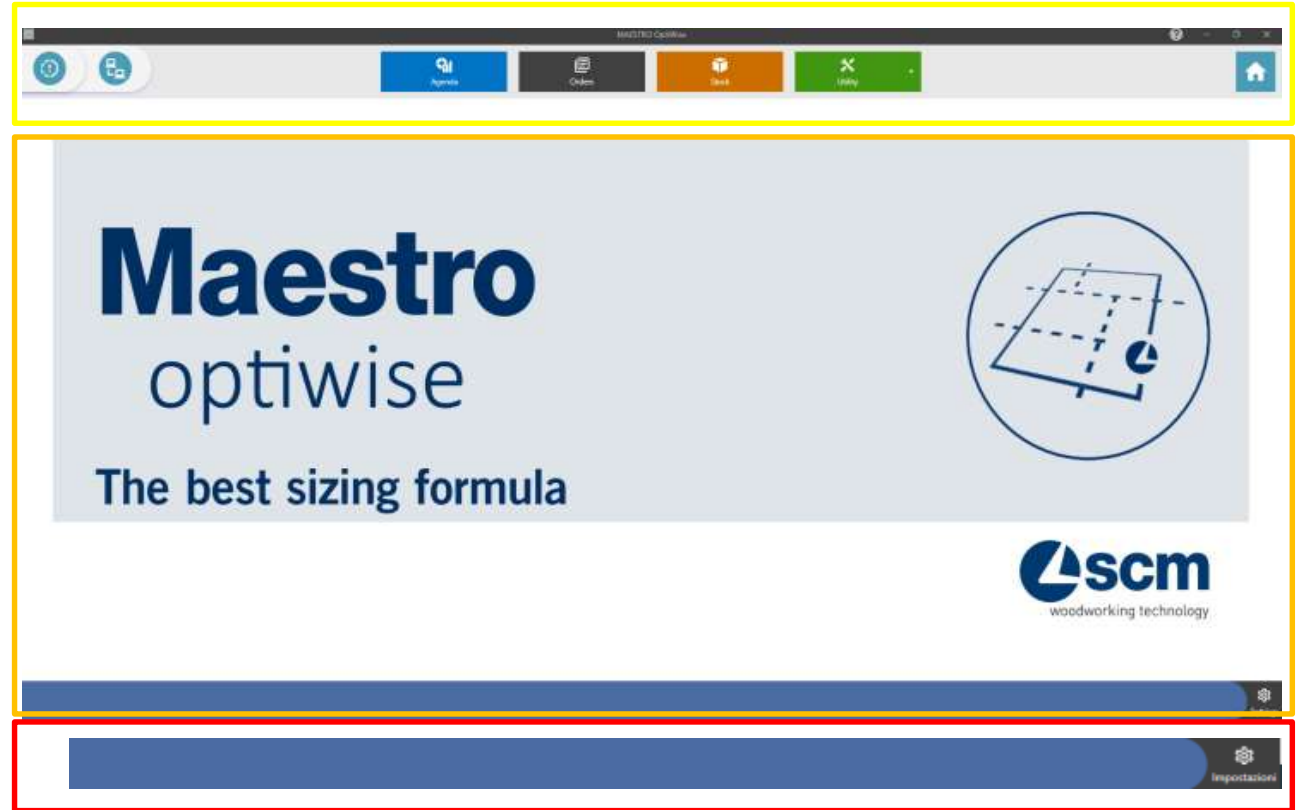 MAESTRO OptiWise
Agenda
Orders
Stock
Utility
Maestro
optiwise
The best sizing formula
scm
woodworking technology
Impostazioni